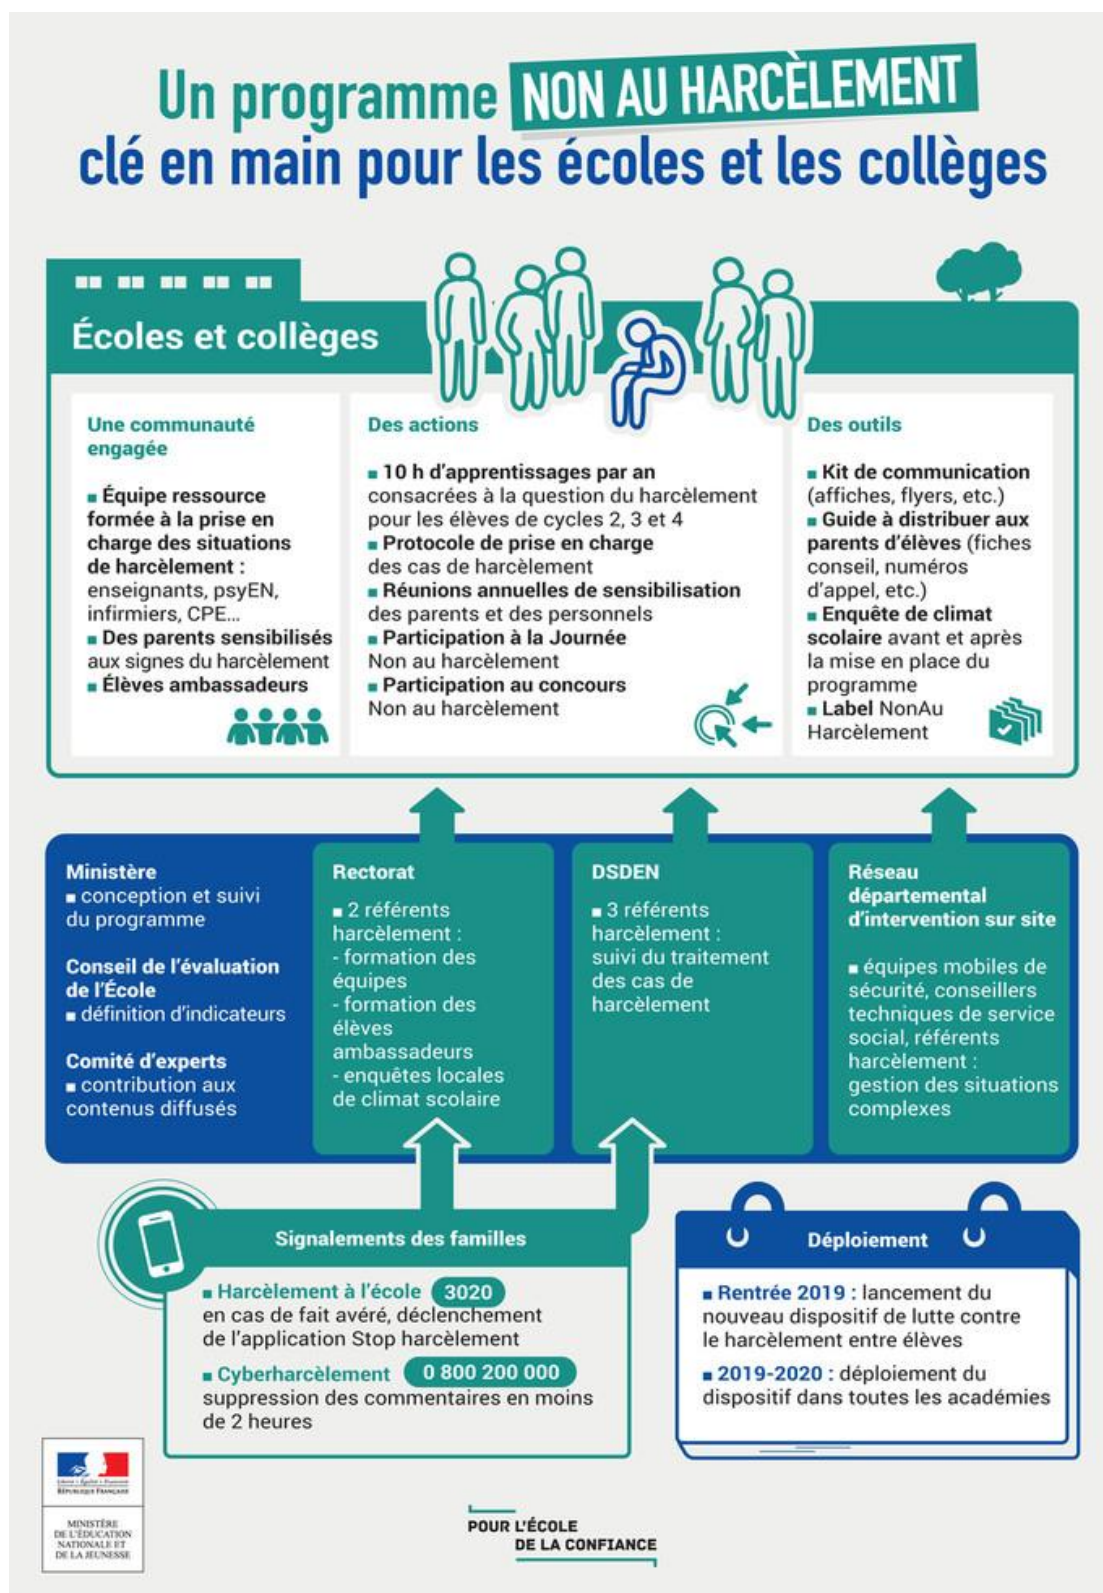 Un programme NON AU HARCÈLEMENT
clé en main pour les écoles et les collèges
Écoles et collèges
Une communauté
engagée
■ Équipe ressource
formée à la prise en
charge des situations
de harcèlement :
enseignants, psyEN,
infirmiers, CPE...
■ Des parents sensibilisés
aux signes du harcèlement
■ Élèves ambassadeurs
Des actions
■ 10 h d'apprentissages par an
consacrées à la question du harcèlement
pour les élèves de cycles 2, 3 et 4
■ Protocole de prise en charge
des cas de harcèlement
■ Réunions annuelles de sensibilisation
des parents et des personnels
■ Participation à la Journée
Non au harcèlement
■ Participation au concours
Non au harcèlement
Des outils
■ Kit de communication
(affiches, flyers, etc.)
■ Guide à distribuer aux
parents d'élèves (fiches
conseil, numéros
d'appel, etc.)
■ Enquête de climat
scolaire avant et après
la mise en place du
programme
■ Label NonAu
Harcèlement
Ministère
■ conception et suivi
du programme
Conseil de l'évaluation
de l'École
■ définition d'indicateurs
Comité d'experts
■ contribution aux
contenus diffusés
Rectorat
■ 2 référents
harcèlement :
- formation des
équipes
- formation des
élèves
ambassadeurs
- enquêtes locales
de climat scolaire
DSDEN
■ 3 référents
harcèlement :
suivi du traitement
des cas de
harcèlement
Réseau
départemental
d'intervention sur site
■ équipes mobiles de
sécurité, conseillers
techniques de service
social, référents
harcèlement :
gestion des situations
complexes
Signalements des familles
■ Harcèlement à l'école 3020
en cas de fait avéré, déclenchement
de l'application Stop harcèlement
■ Cyberharcèlement 0 800 200 000
suppression des commentaires en moins
de 2 heures
Déploiement
■ Rentrée 2019 : lancement du
nouveau dispositif de lutte contre
le harcèlement entre élèves
■ 2019-2020 : déploiement du
dispositif dans toutes les académies
Liberté • Égalité • Fraternité
RÉPUBLIQUE FRANÇAISE
MINISTÈRE
DE L'ÉDUCATION
NATIONALE ET
DE LA JEUNESSE
POUR L'ÉCOLE
DE LA CONFIANCE